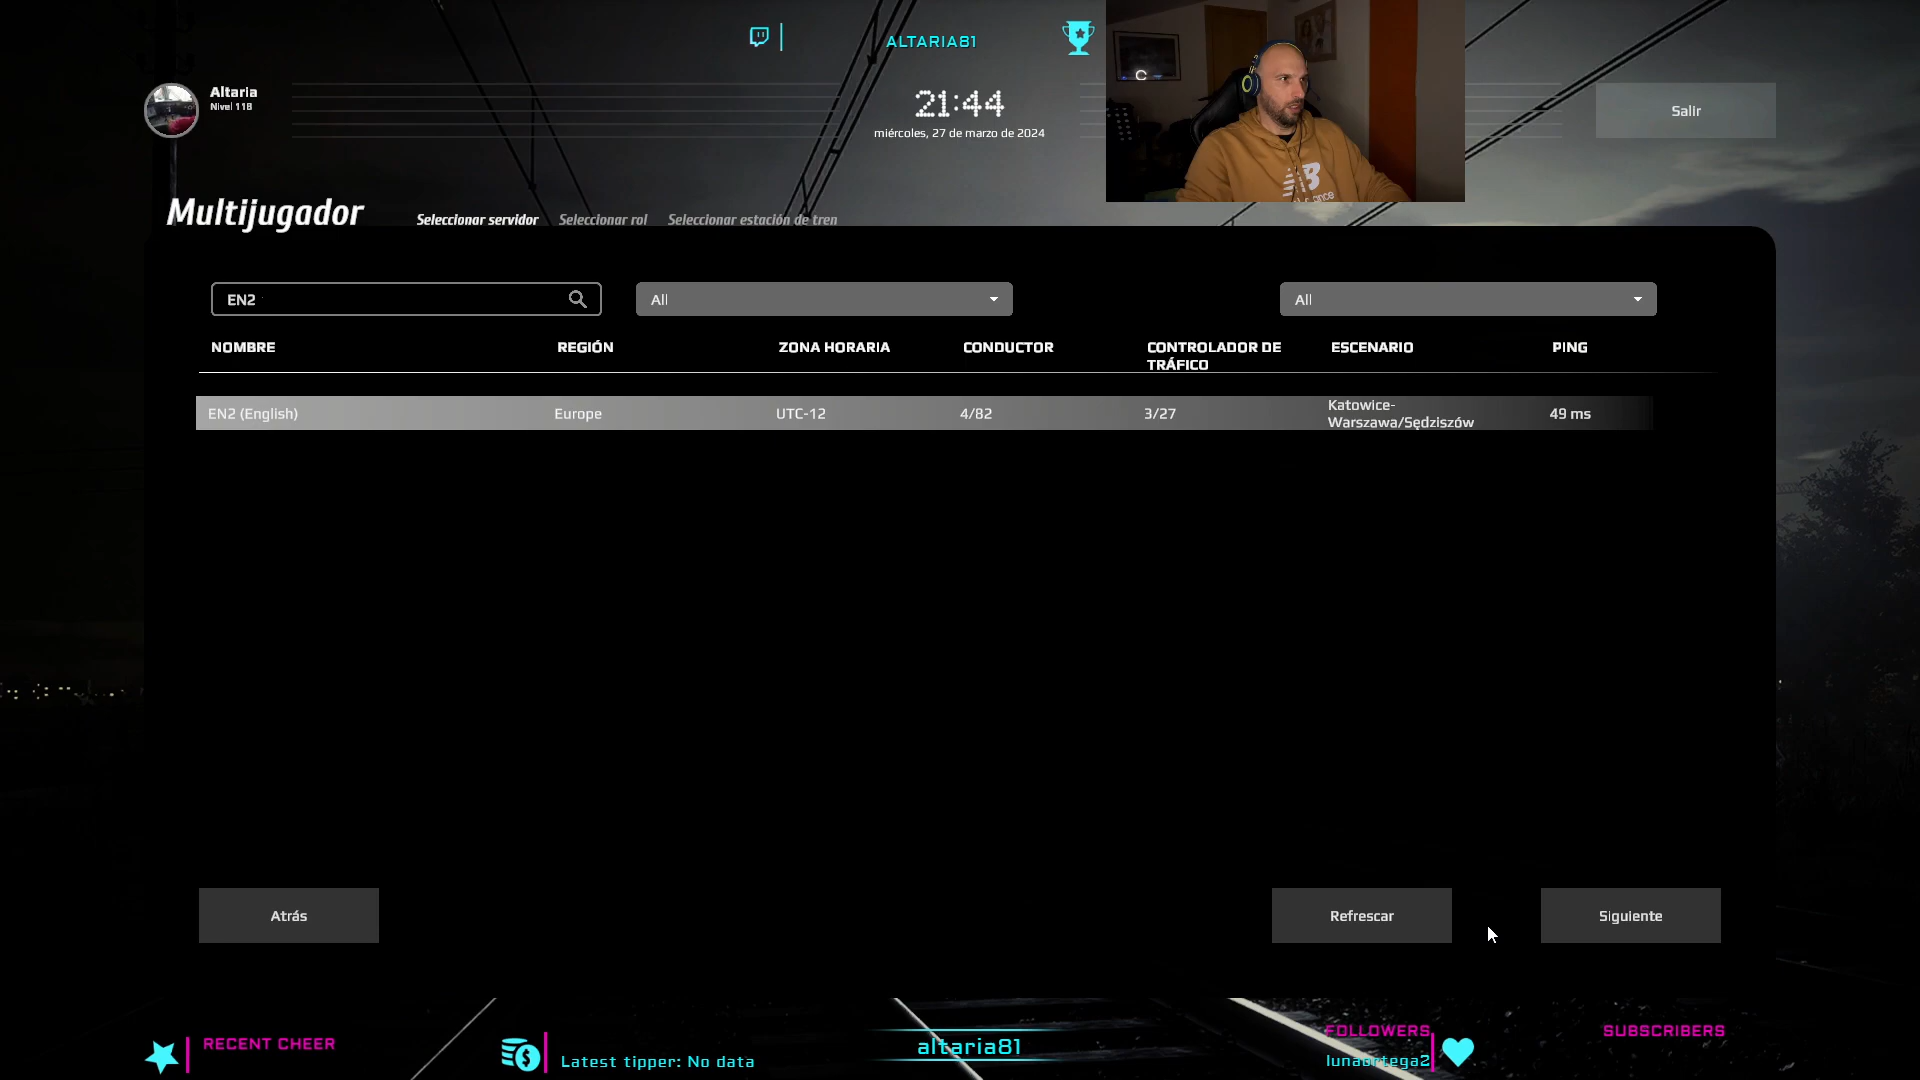 ALTARIA81
Altaria
Nivel 118
21:44
miércoles, 27 de marzo de 2024
Salir
Multijugador
Seleccionar servidor
Seleccionar rol
Seleccionar estación de tren
EN2
All
All
NOMBRE
REGIÓN
ZONA HORARIA
CONDUCTOR
CONTROLADOR DE
TRÁFICO
ESCENARIO
PING
EN2 (English)
Europe
UTC-12
4/82
3/27
Katowice-
Warszawa/Sędziszów
49 ms
Atrás
Refrescar
Siguiente
RECENT CHEER
Latest tipper: No data
altaria81
FOLLOWERS
lunaortega2
SUBSCRIBERS